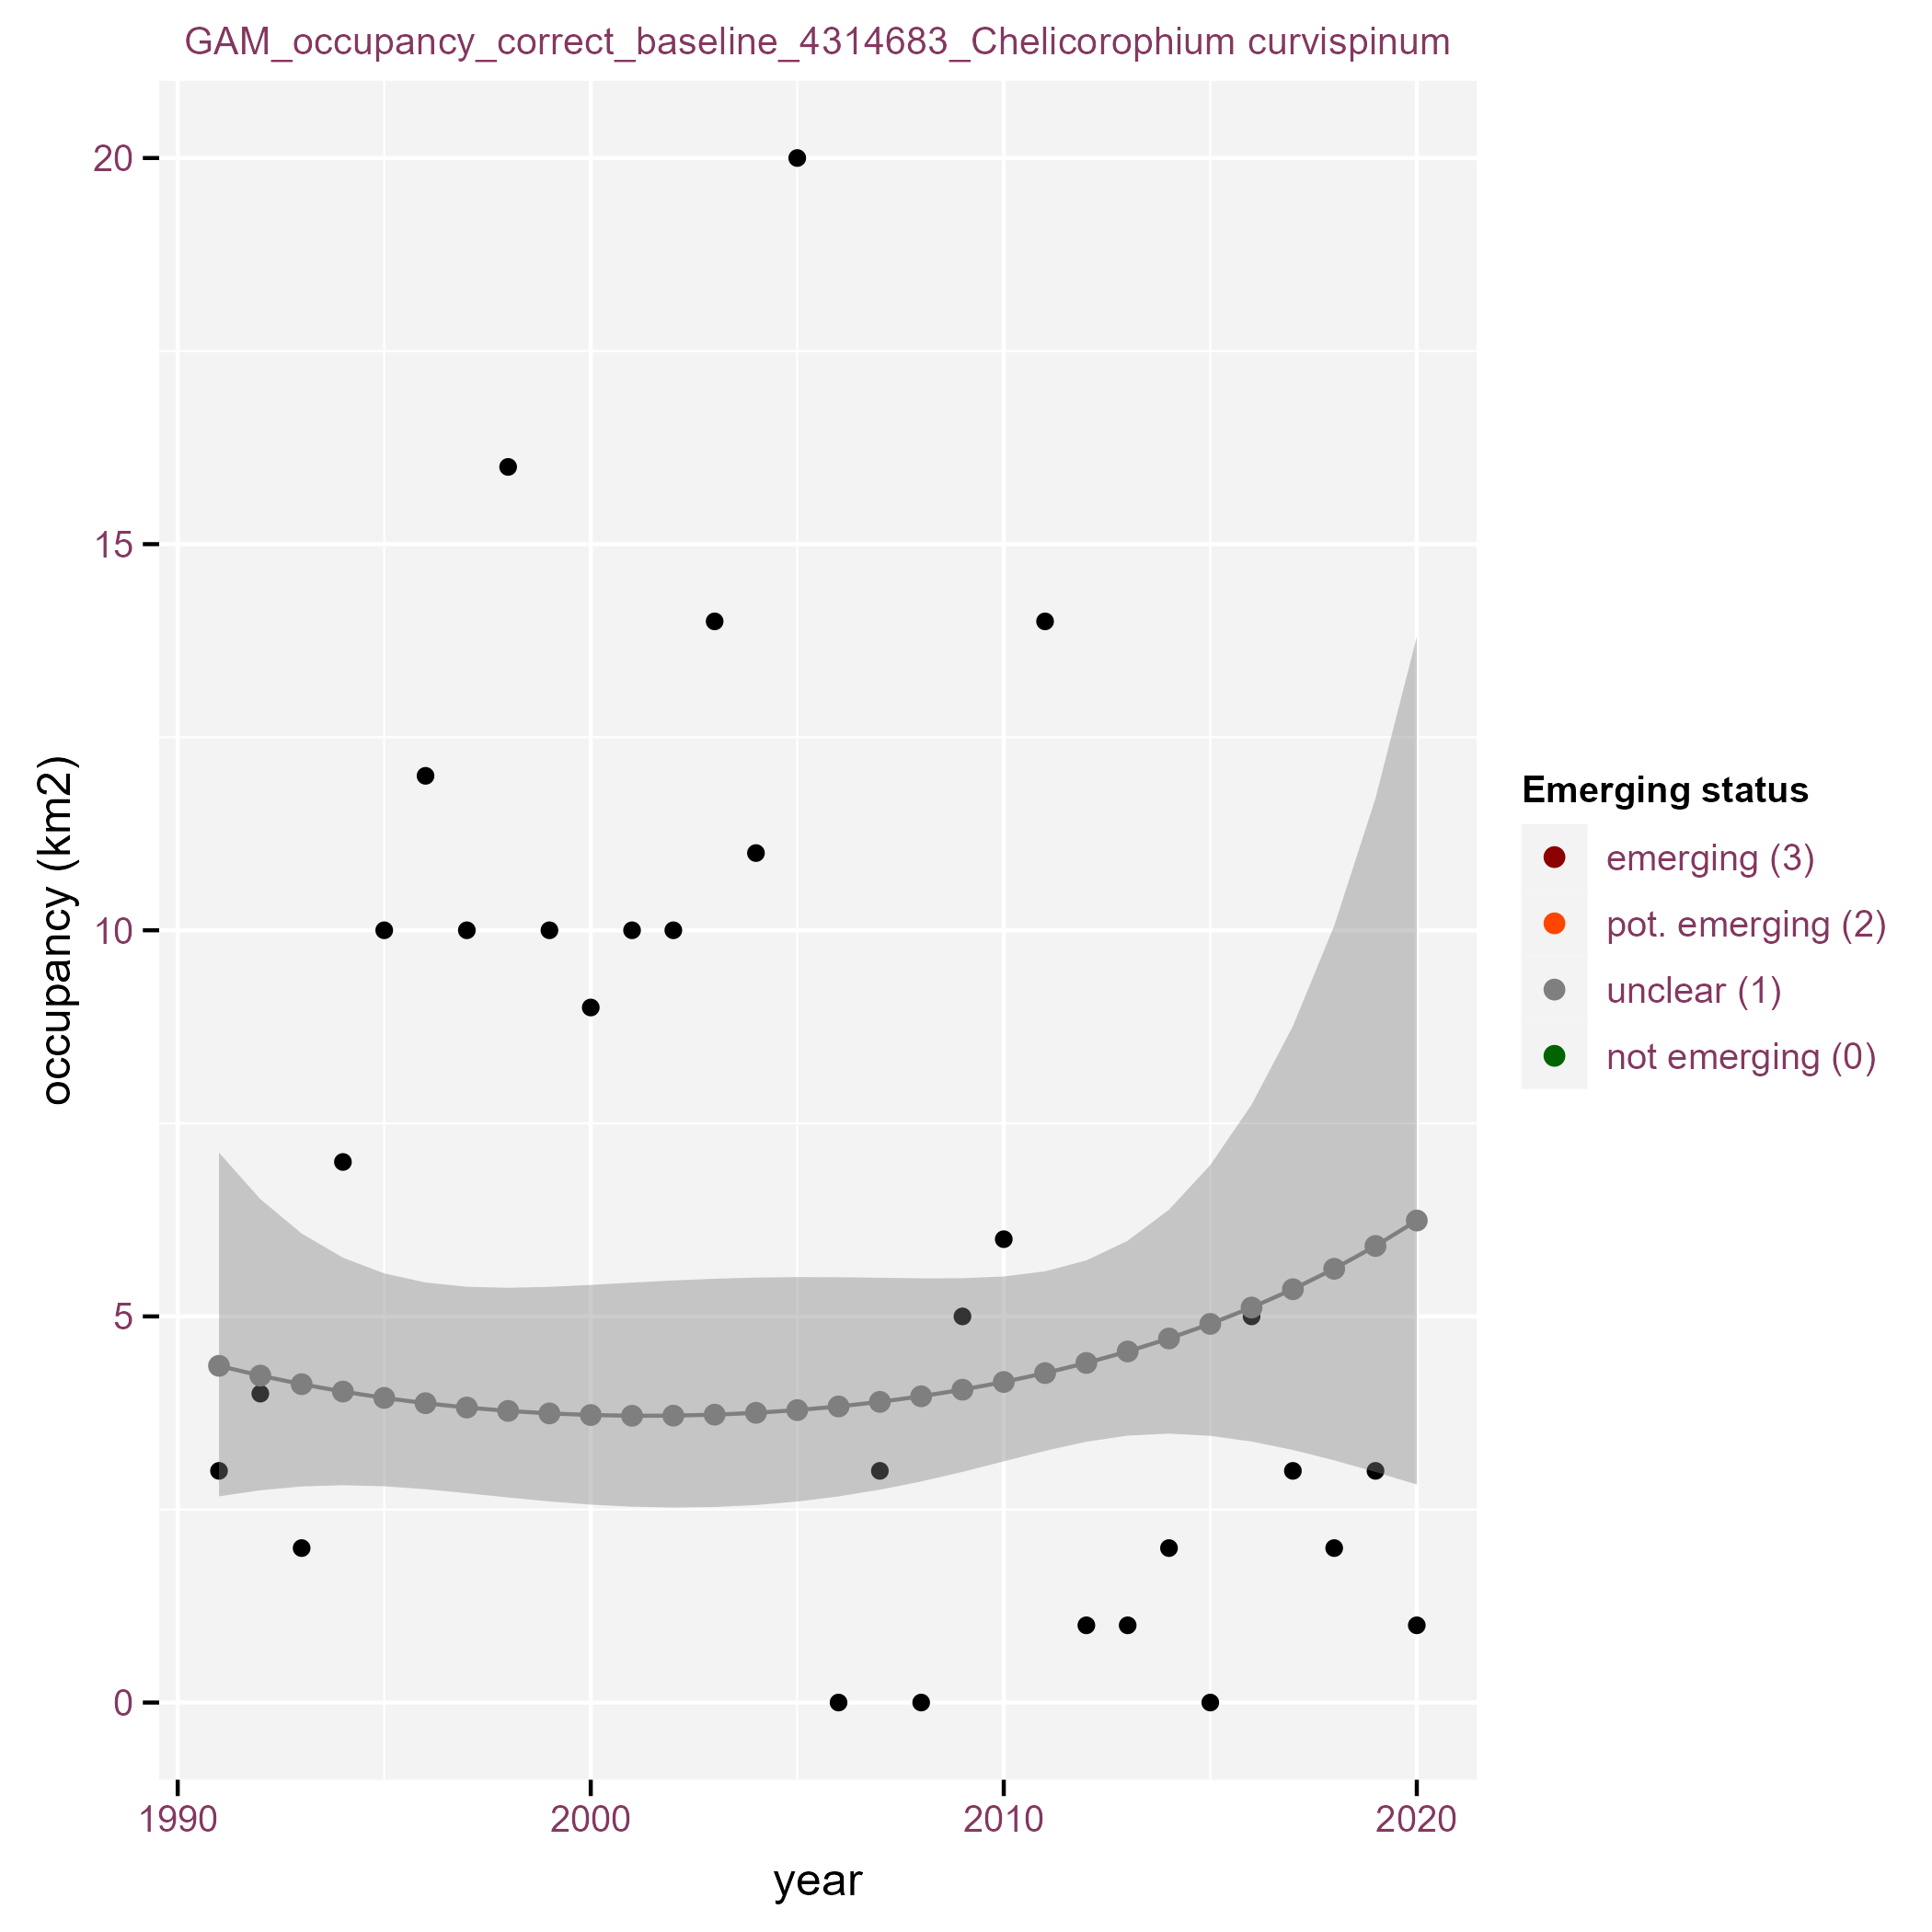 GAM_occupancy_correct_baseline_4314683_Chelicorophium curvispinum
20
15
10
5
0
occupancy (km2)
1990
2000
2010
2020
year
Emerging status
emerging (3)
pot. emerging (2)
unclear (1)
not emerging (0)